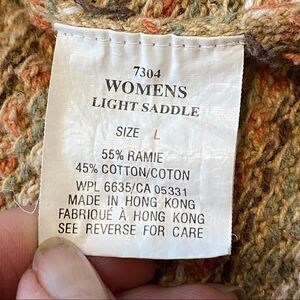 7304
WOMENS
LIGHT SADDLE
SIZE L
55% RAMIE
45% COTTON/COTON
WPL 6635/CA 05331
MADE IN HONG KONG
FABRIQUÉ À HONG KONG
SEE REVERSE FOR CARE